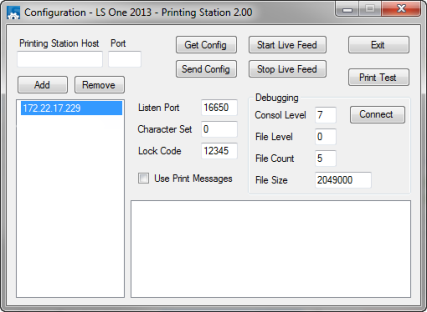 Configuration - LS One 2013 - Printing Station 2.00
Printing Station Host Port
Get Config Start Live Feed Exit
Send Config Stop Live Feed Print Test
Add Remove
172.22.17.229
Listen Port 16650
Character Set 0
Lock Code 12345
Use Print Messages
Debugging
Consol Level 7 Connect
File Level 0
File Count 5
File Size 2049000